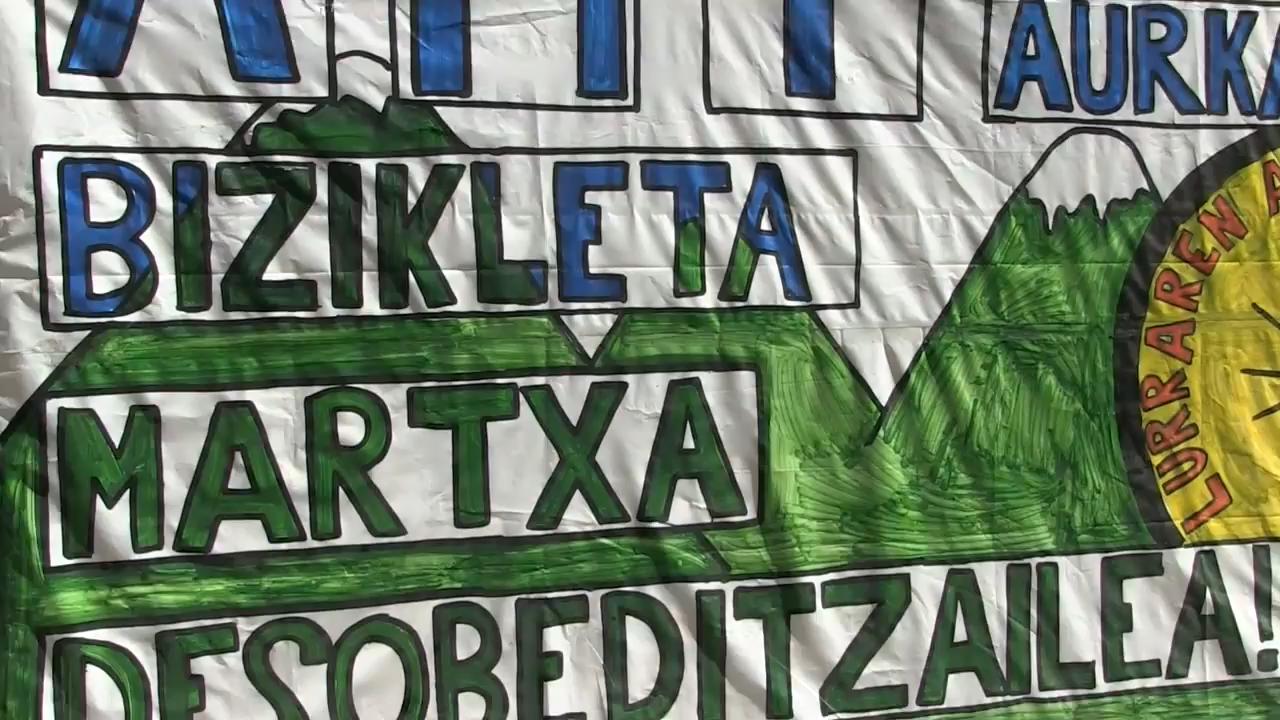 AURKA
BIZIKLETA
LURRAREN A
MARTXA
DESOBEDITZAILEA!